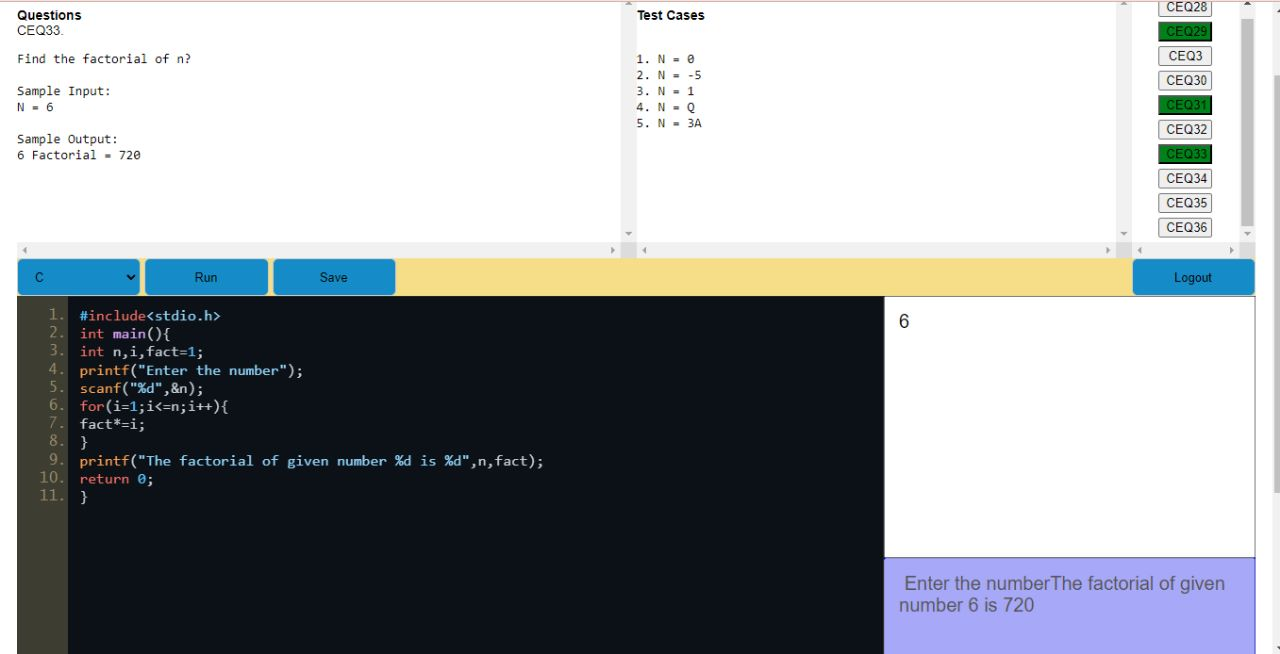 Questions
CEQ33.
Find the factorial of n?
Sample Input:
N = 6
Sample Output:
6 Factorial = 720
Test Cases
1. N = 0
2. N = -5
3. N = 1
4. N = Q
5. N = 3A
CEQ28
CEQ29
CEQ3
CEQ30
CEQ31
CEQ32
CEQ33
CEQ34
CEQ35
CEQ36
C
Run
Save
Logout
1. #include<stdio.h>
2. int main(){
3. int n,i,fact=1;
4. printf("Enter the number");
5. scanf("%d",&n);
6. for(i=1;i<=n;i++){
7. fact*=i;
8. }
9. printf("The factorial of given number %d is %d",n,fact);
10. return 0;
11. }
6
Enter the numberThe factorial of given
number 6 is 720